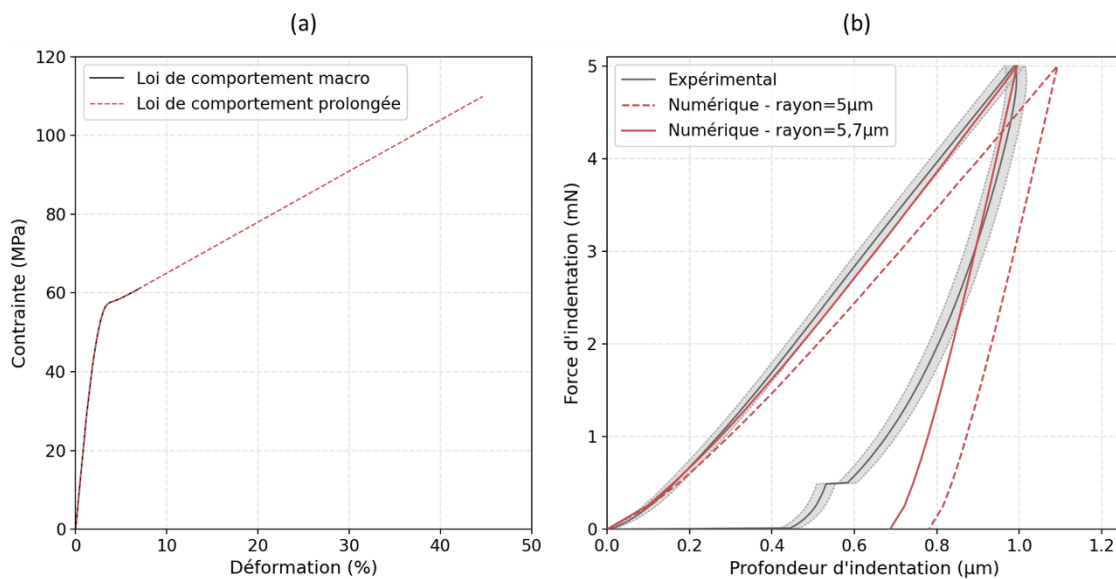 (a)
(b)
120
100
80
60
40
20
0
Contrainte (MPa)
Loi de comportement macro
Loi de comportement prolongée
0
10
20
30
40
50
Déformation (%)
5
4
3
2
1
0
Force d'indentation (mN)
Expérimental
Numérique - rayon=5µm
Numérique - rayon=5,7µm
0.0
0.2
0.4
0.6
0.8
1.0
1.2
Profondeur d'indentation (µm)